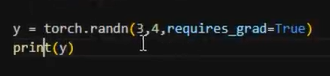 y = torch.randn(3,4,requires_grad=True)
print(y)